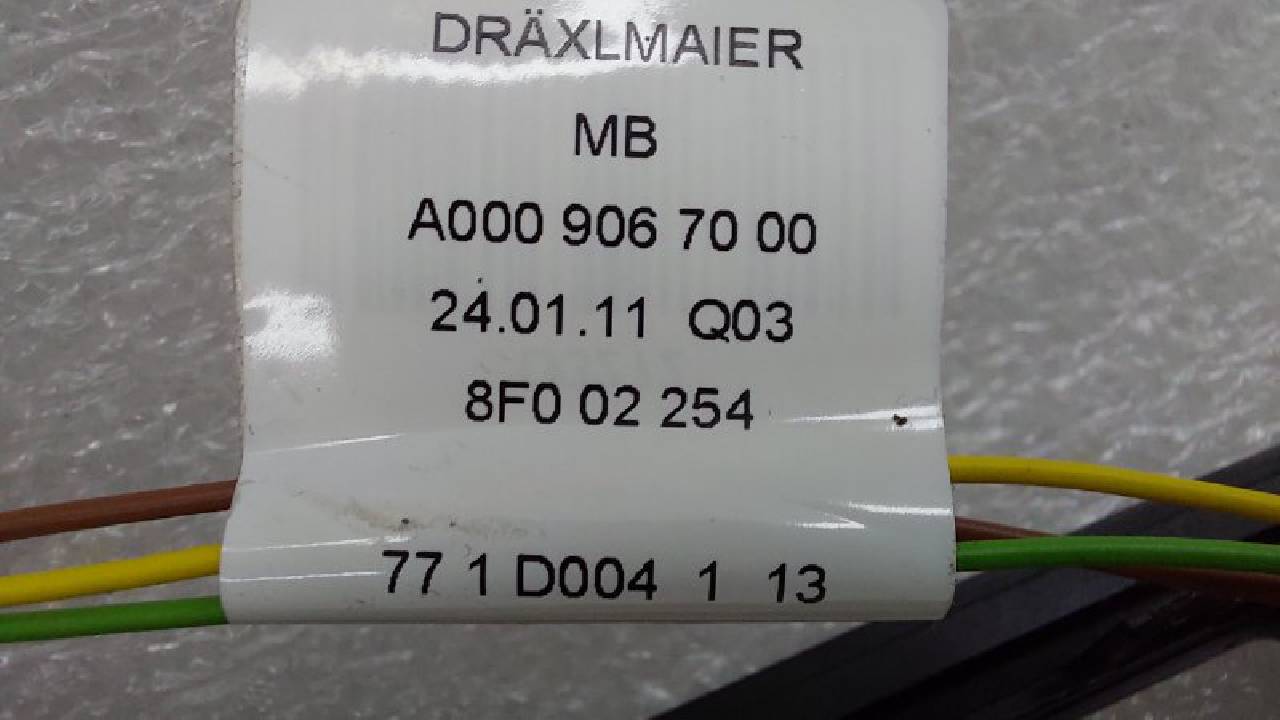 DRÄXLMAIER
MB
A000 906 70 00
24.01.11 Q03
8F0 02 254
77 1 D004 1 13